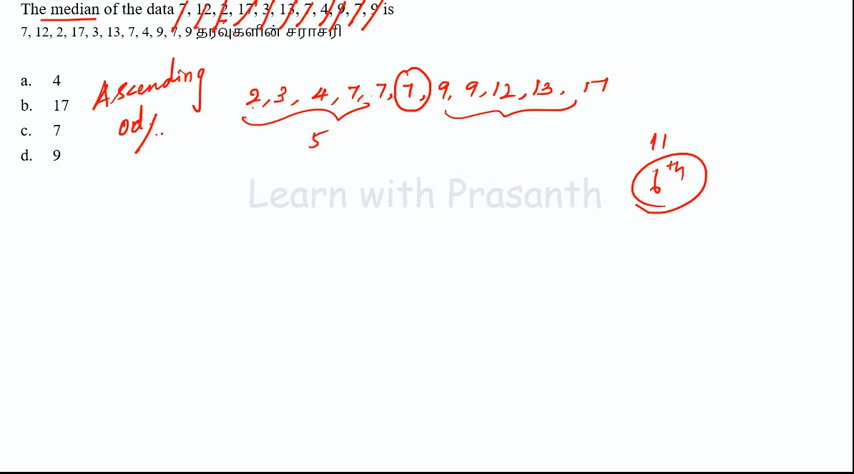 The median of the data 7, 12, 2, 17, 3, 13, 7, 4, 9, 7, 9 is
7, 12, 2, 17, 3, 13, 7, 4, 9, 7, 9 தரவுகளின் சராசரி
a. 4
b. 17
c. 7
d. 9
Ascending
2, 3, 4, 7, 7, 7, 9, 9, 12, 13, 17
5
11
6th
Learn with Prasanth